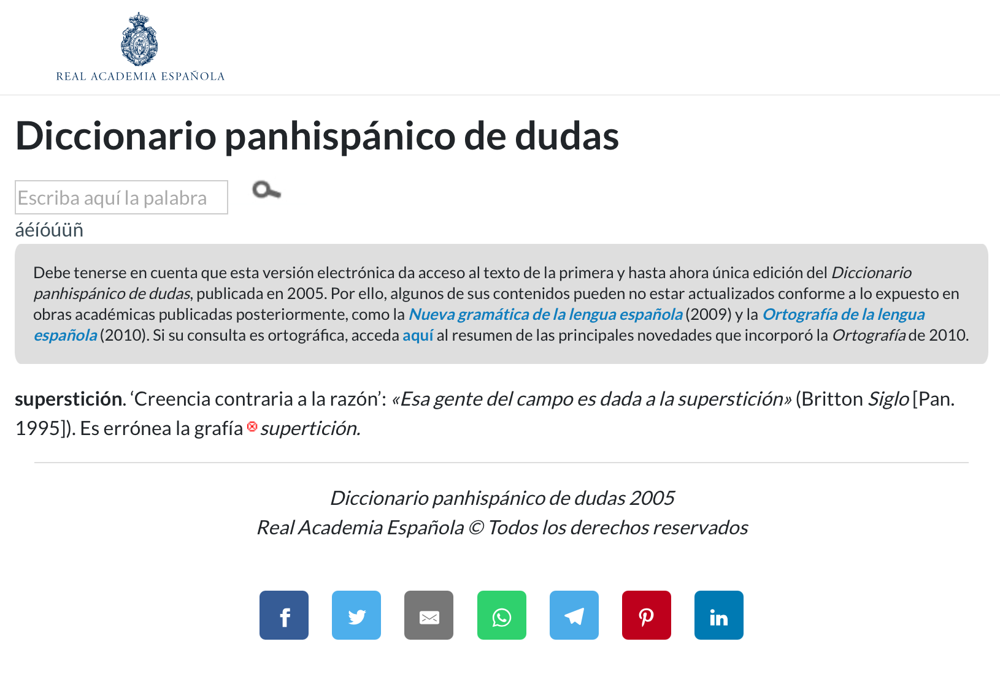 REAL ACADEMIA ESPAÑOLA
Diccionario panhispánico de dudas
Escriba aquí la palabra
áéíóúüñ
Debe tenerse en cuenta que esta versión electrónica da acceso al texto de la primera y hasta ahora única edición del Diccionario
panhispánico de dudas, publicada en 2005. Por ello, algunos de sus contenidos pueden no estar actualizados conforme a lo expuesto en
obras académicas publicadas posteriormente, como la Nueva gramática de la lengua española (2009) y la Ortografía de la lengua
española (2010). Si su consulta es ortográfica, acceda aquí al resumen de las principales novedades que incorporó la Ortografía de 2010.
superstición. ‘Creencia contraria a la razón’: «Esa gente del campo es dada a la superstición» (Britton Siglo [Pan.
1995]). Es errónea la grafía ⊗supertición.
Diccionario panhispánico de dudas 2005
Real Academia Española © Todos los derechos reservados